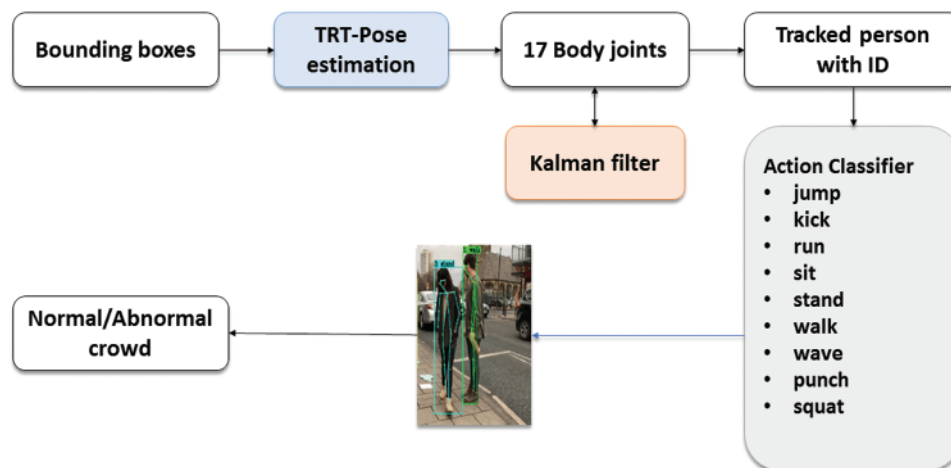 Bounding boxes
TRT-Pose
estimation
17 Body joints
Tracked person
with ID
Kalman filter
Action Classifier
• jump
• kick
• run
• sit
• stand
• walk
• wave
• punch
• squat
Normal/Abnormal
crowd